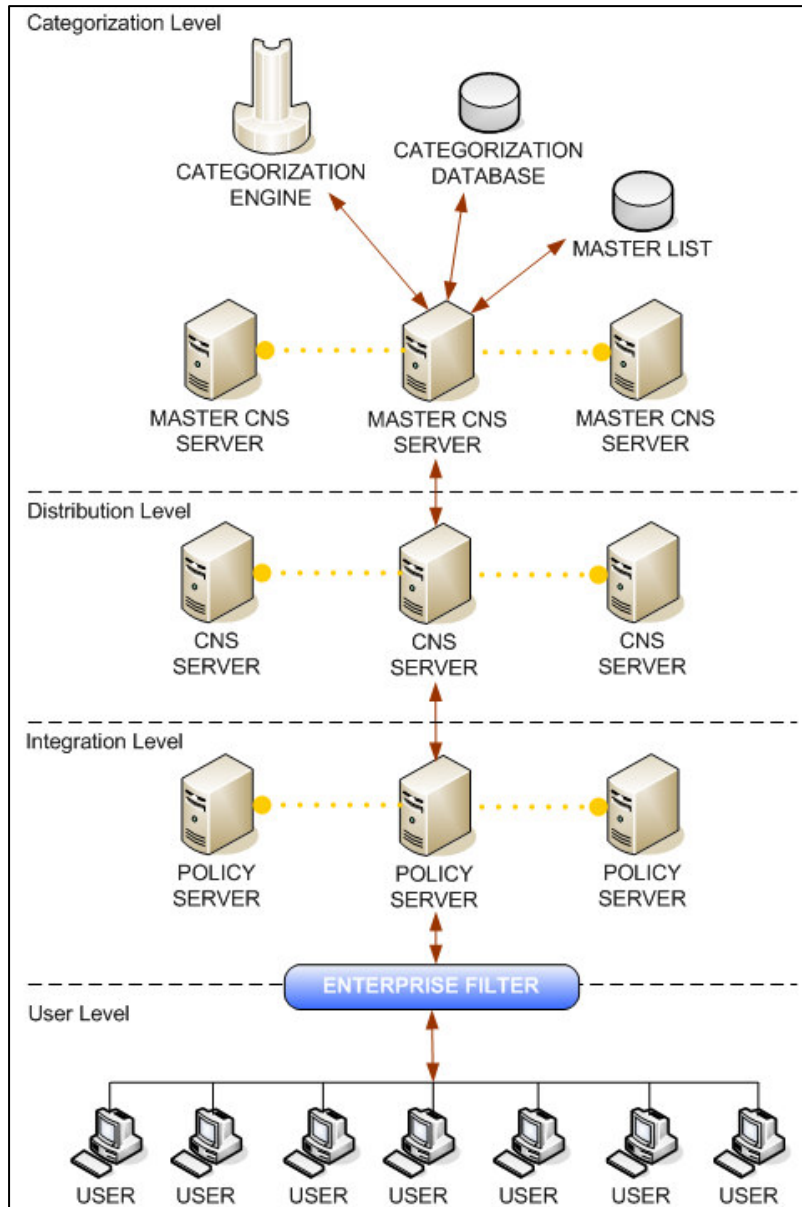 Categorization Level
CATEGORIZATION
ENGINE
CATEGORIZATION
DATABASE
MASTER LIST
MASTER CNS
SERVER
MASTER CNS
SERVER
MASTER CNS
SERVER
Distribution Level
CNS
SERVER
CNS
SERVER
CNS
SERVER
Integration Level
POLICY
SERVER
POLICY
SERVER
POLICY
SERVER
ENTERPRISE FILTER
User Level
USER
USER
USER
USER
USER
USER
USER